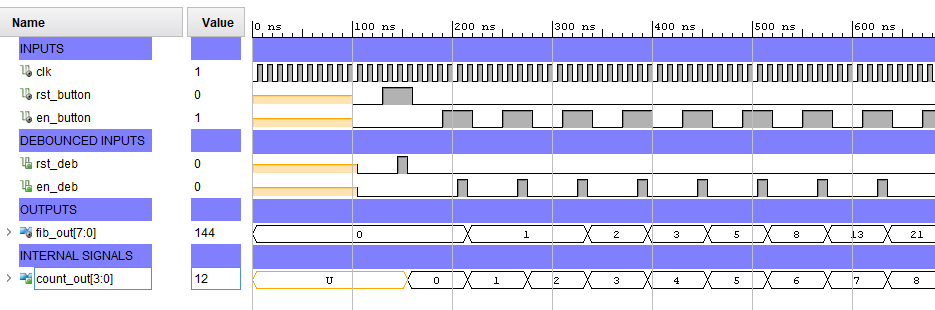 Name Value 0 ns 100 ns 200 ns 300 ns 400 ns 500 ns 600 ns
INPUTS
clk 1
rst_button 0
en_button 1
DEBOUNCED INPUTS
rst_deb 0
en_deb 0
OUTPUTS
fib_out[7:0] 144 0 1 2 3 5 8 13 21
INTERNAL SIGNALS
count_out[3:0] 12 U 0 1 2 3 4 5 6 7 8